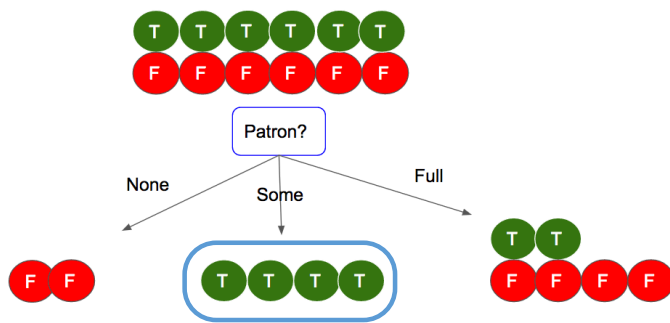 T T T T T T
F F F F F F
Patron?
None
Some
Full
T T
F F
T T T T
F F F F